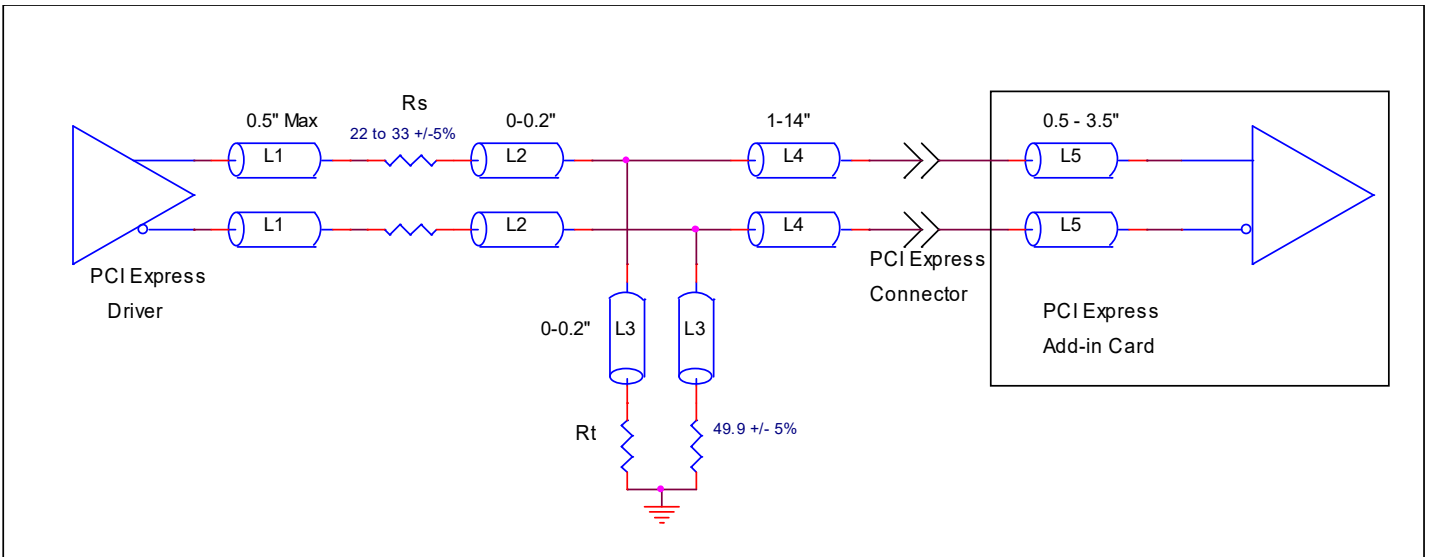 Rs
0.5" Max
22 to 33 +/-5%
0-0.2"
1-14"
0.5 - 3.5"
L1
L2
L4
L5
L1
L2
L4
L5
PCI Express
Driver
PCI Express
Connector
PCI Express
Add-in Card
0-0.2"
L3
L3
Rt
49.9 +/- 5%